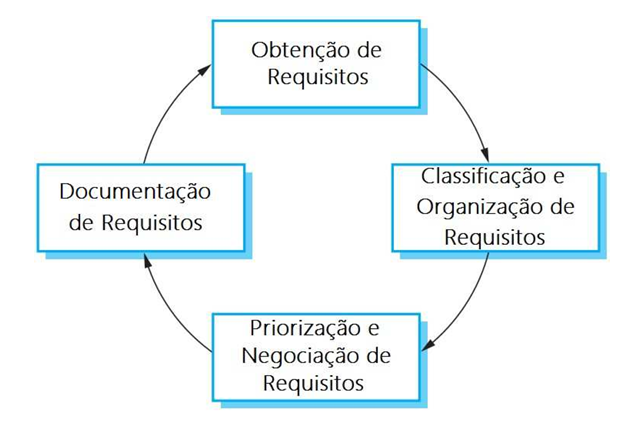 Obtenção de
Requisitos
Classificação e
Organização de
Requisitos
Priorização e
Negociação de
Requisitos
Documentação
de Requisitos